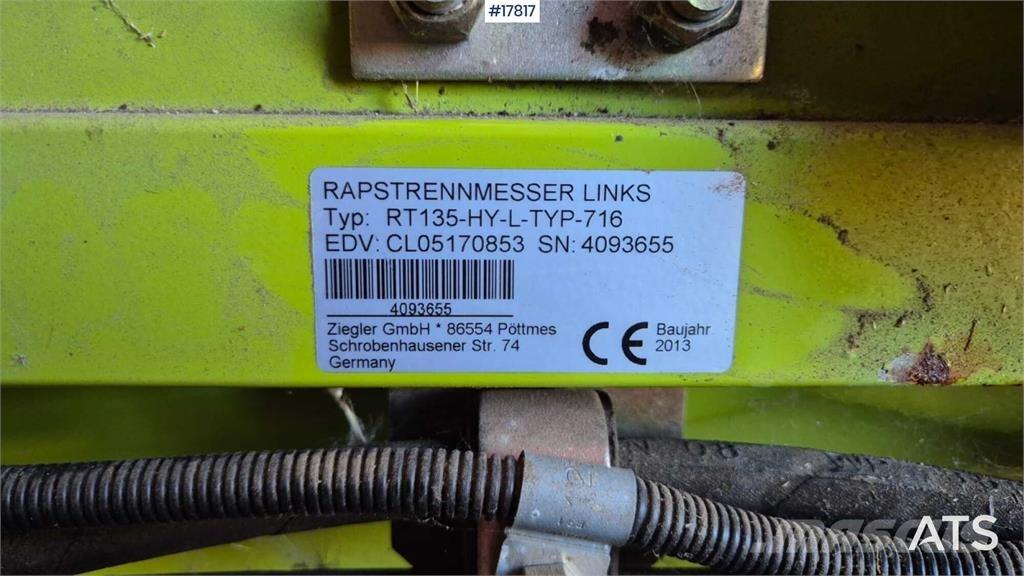 #17817
RAPSTRENNMESSER LINKS
Typ: RT135-HY-L-TYP-716
EDV: CL05170853 SN: 4093655
4093655
Ziegler GmbH * 86554 Pöttmes
Schrobenhausener Str. 74
Germany
CE
Baujahr
2013
12
ATS